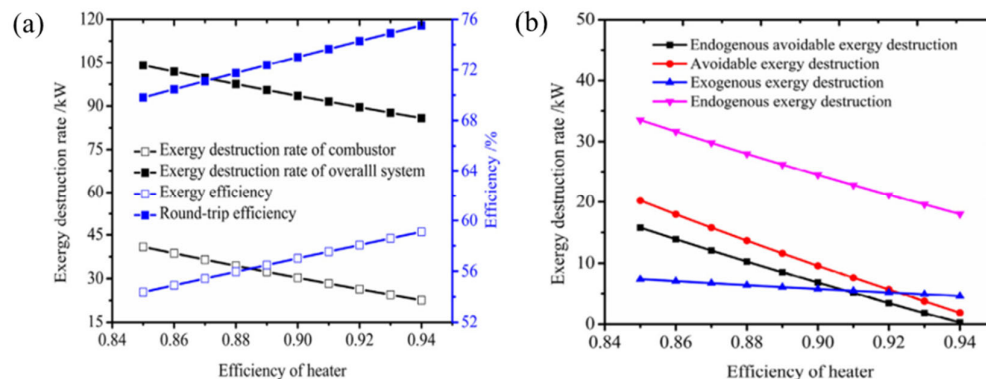 (a)
120
105
90
75
60
45
30
15
Exergy destruction rate /kW
Exergy destruction rate of combustor
Exergy destruction rate of overalll system
Exergy efficiency
Round-trip efficiency
76
72
68
64
60
56
52
Efficiency /%
0.84 0.86 0.88 0.90 0.92 0.94
Efficiency of heater
(b)
50
40
30
20
10
0
Exergy destruction rate /kW
Endogenous avoidable exergy destruction
Avoidable exergy destruction
Exogenous exergy destruction
Endogenous exergy destruction
0.84 0.86 0.88 0.90 0.92 0.94
Efficiency of heater